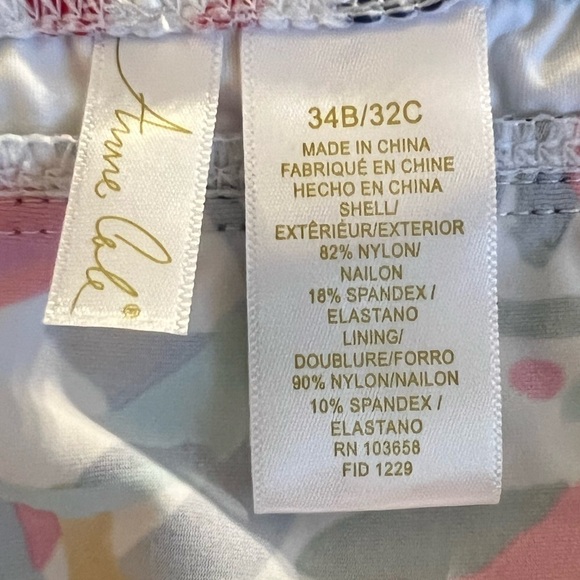 Anne Cole®
34B/32C
MADE IN CHINA
FABRIQUÉ EN CHINE
HECHO EN CHINA
SHELL/
EXTÊRIÉUR/EXTERIOR
82% NYLON/
NAILON
18% SPANDEX /
ELASTANO
LINING/
DOUBLURE/FORRO
90% NYLON/NAILON
10% SPANDEX /
ELASTANO
RN 103658
FID 1229